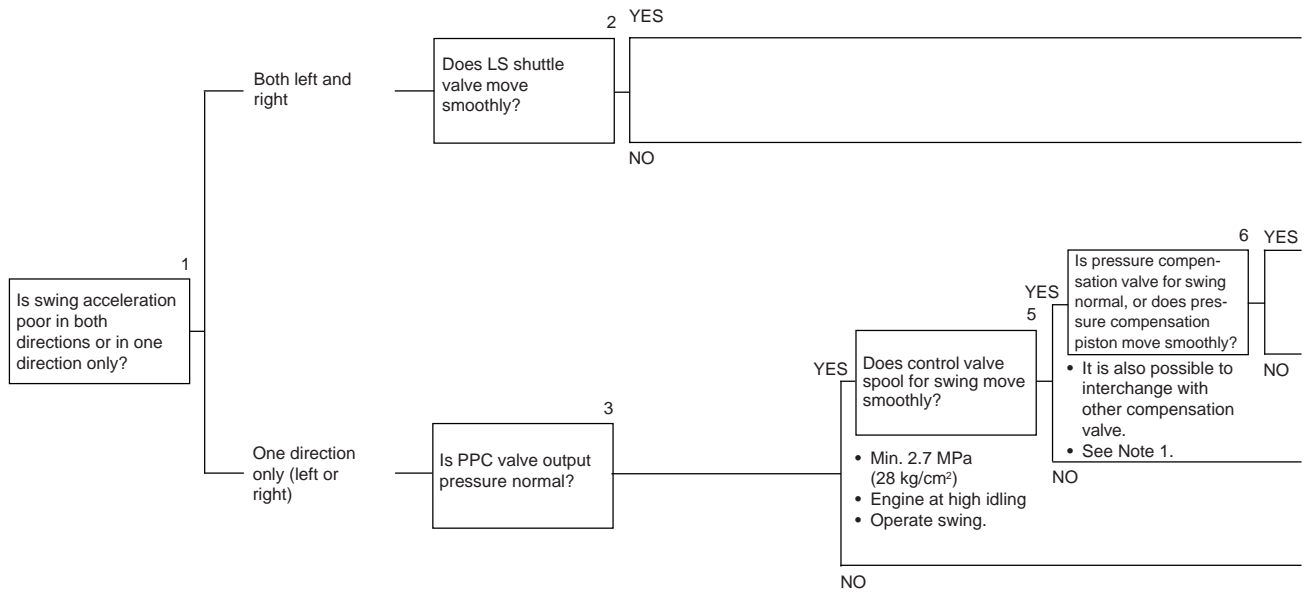 2 YES
Does LS shuttle
valve move
smoothly?
Both left and
right
NO
1
Is swing acceleration
poor in both
directions or in one
direction only?
6 YES
Is pressure compen-
sation valve for swing
normal, or does pres-
sure compensation
piston move smoothly?
YES
5
• It is also possible to
interchange with
other compensation
valve.
• See Note 1.
NO
YES
Does control valve
spool for swing move
smoothly?
NO
• Min. 2.7 MPa
(28 kg/cm²)
• Engine at high idling
• Operate swing.
3
One direction
only (left or
right)
Is PPC valve output
pressure normal?
NO